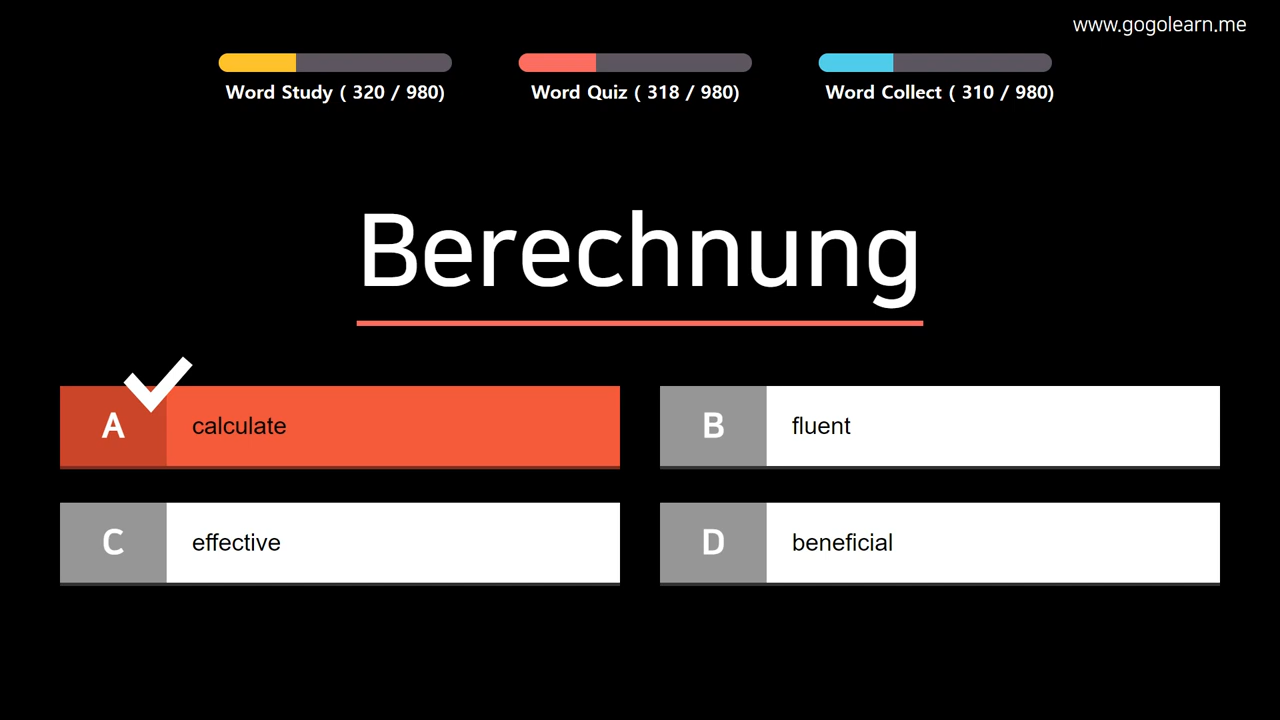 www.gogolearn.me
Word Study ( 320 / 980)
Word Quiz ( 318 / 980)
Word Collect ( 310 / 980)
Berechnung
A calculate
B fluent
C effective
D beneficial